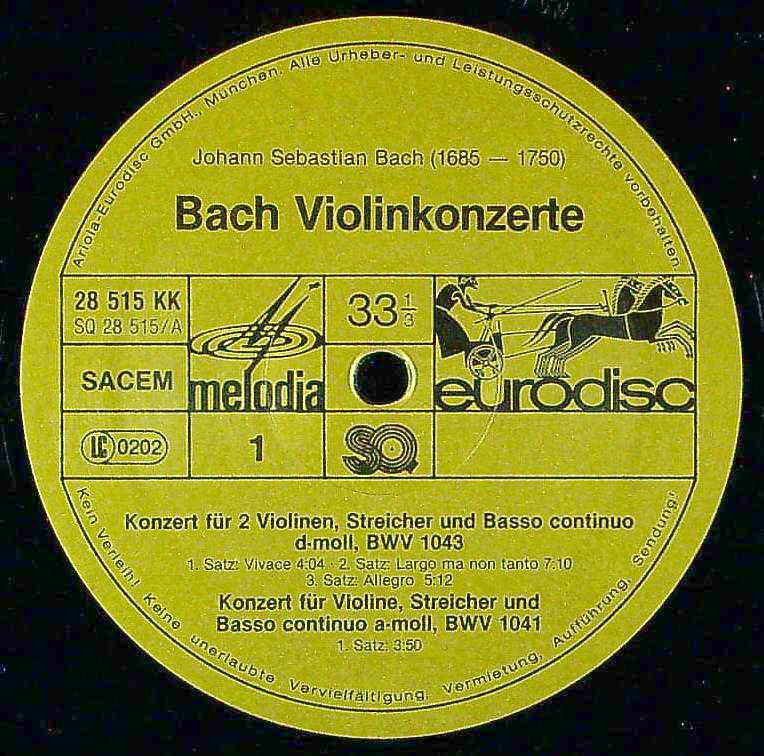 Ariola-Eurodisc GmbH., München. Alle Urheber- und Leistungsschutzrechte vorbehalten
Johann Sebastian Bach (1685 — 1750)
Bach Violinkonzerte
28 515 KK
SQ 28 515/A
33 1/3
SACEM
melodia
eurodisc
LC 0202
1
SQ
Konzert für 2 Violinen, Streicher und Basso continuo
d-moll, BWV 1043
1. Satz: Vivace 4:04 · 2. Satz: Largo ma non tanto 7:10
3. Satz: Allegro 5:12
Konzert für Violine, Streicher und
Basso continuo a-moll, BWV 1041
1. Satz: 3:50
Kein Verleih! Keine unerlaubte Vervielfältigung, Vermietung, Aufführung, Sendung!